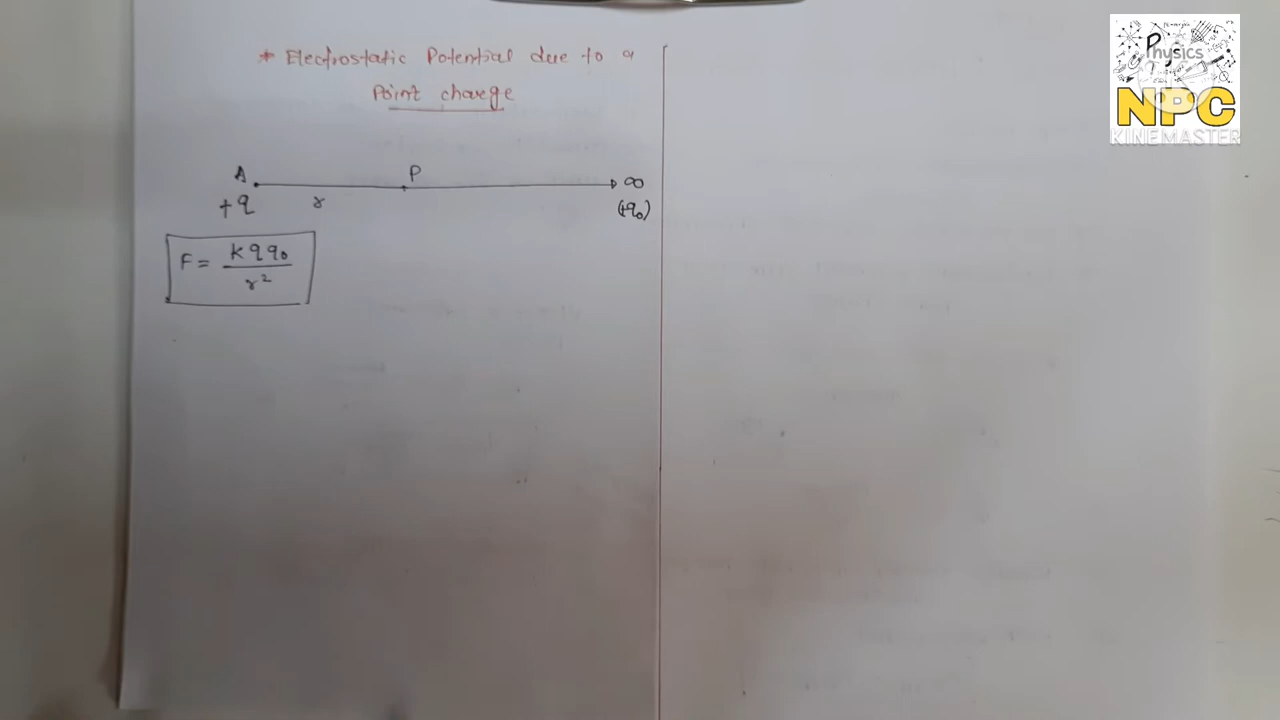 * Electrostatic Potential due to a
Point charge
A P ∞
+q r (+q₀)
F = kqq₀/r²
Physics
NPC
KINEMASTER